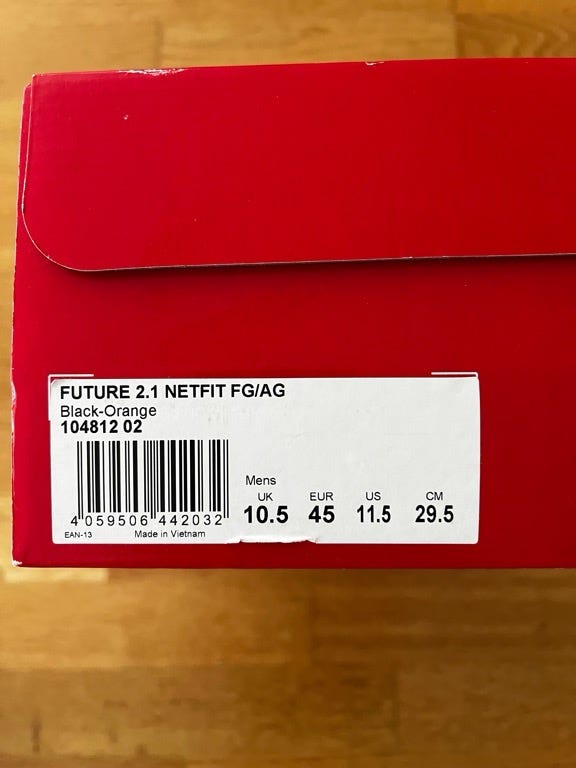 FUTURE 2.1 NETFIT FG/AG
Black-Orange
104812 02
4 059506 442032
EAN-13 Made in Vietnam
Mens
UK EUR US CM
10.5 45 11.5 29.5